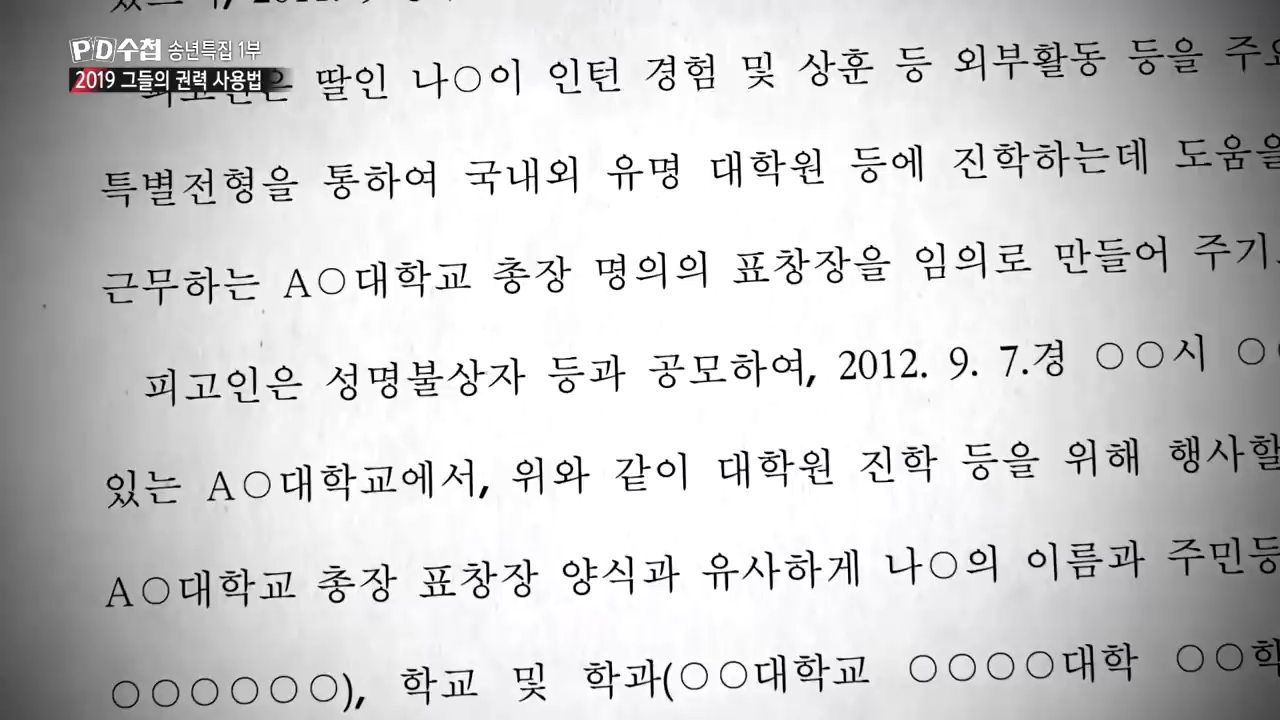 PD수첩 송년특집 1부
2019 그들의 권력 사용법
딸인 나○이 인턴 경험 및 상훈 등 외부활동 등을
특별전형을 통하여 국내외 유명 대학원 등에 진학하는데 도움을
근무하는 A○대학교 총장 명의의 표창장을 임의로 만들어
피고인은 성명불상자 등과 공모하여, 2012. 9. 7.경 ○○시
있는 A○대학교에서, 위와 같이 대학원 진학 등을 위해 행사할
A○대학교 총장 표창장 양식과 유사하게 나○의 이름과
○○○○○○), 학교 및 학과(○○대학교 ○○○○대학